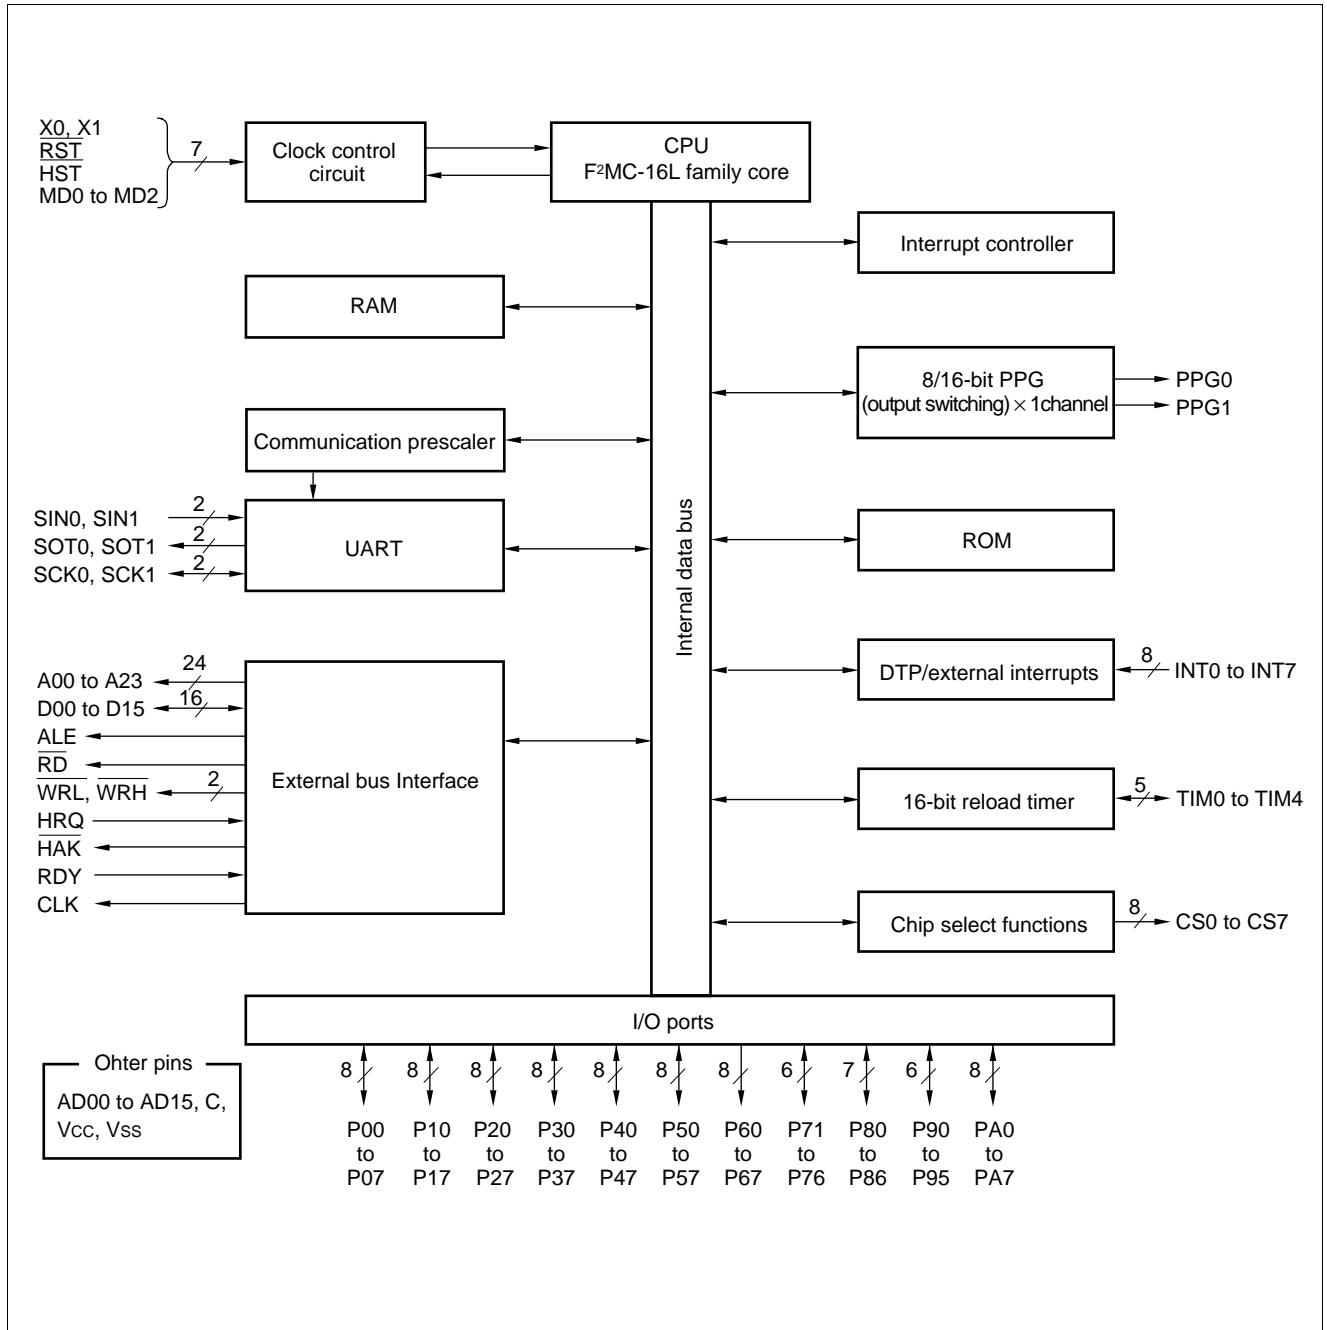 X0, X1
RST
HST
MD0 to MD2
7
Clock control
circuit
CPU
F²MC-16L family core
Interrupt controller
RAM
8/16-bit PPG
(output switching) × 1channel
PPG0
PPG1
Communication prescaler
Internal data bus
SIN0, SIN1
2
SOT0, SOT1
2
SCK0, SCK1
2
UART
ROM
A00 to A23
24
D00 to D15
16
ALE
RD
WRL, WRH
2
HRQ
HAK
RDY
CLK
External bus Interface
DTP/external interrupts
8
INT0 to INT7
16-bit reload timer
5
TIM0 to TIM4
Chip select functions
8
CS0 to CS7
I/O ports
Ohter pins
AD00 to AD15, C,
Vcc, Vss
8
8
8
8
8
8
8
6
7
6
8
P00
to
P07
P10
to
P17
P20
to
P27
P30
to
P37
P40
to
P47
P50
to
P57
P60
to
P67
P71
to
P76
P80
to
P86
P90
to
P95
PA0
to
PA7